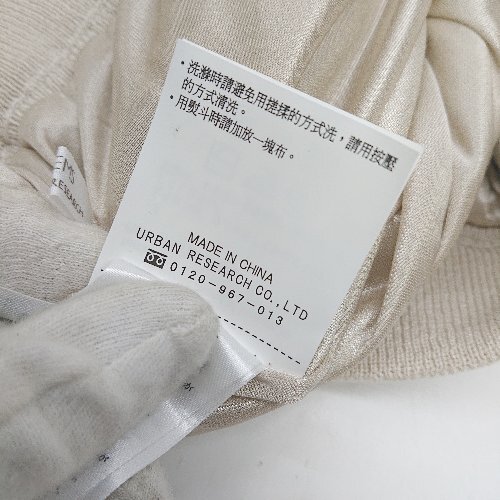 ・洗滌時請避免用搓揉的方式洗，請用按壓
的方式清洗。
・用熨斗時請加放一塊布。
MADE IN CHINA
URBAN RESEARCH CO., LTD
0120-967-013
RESEARCH